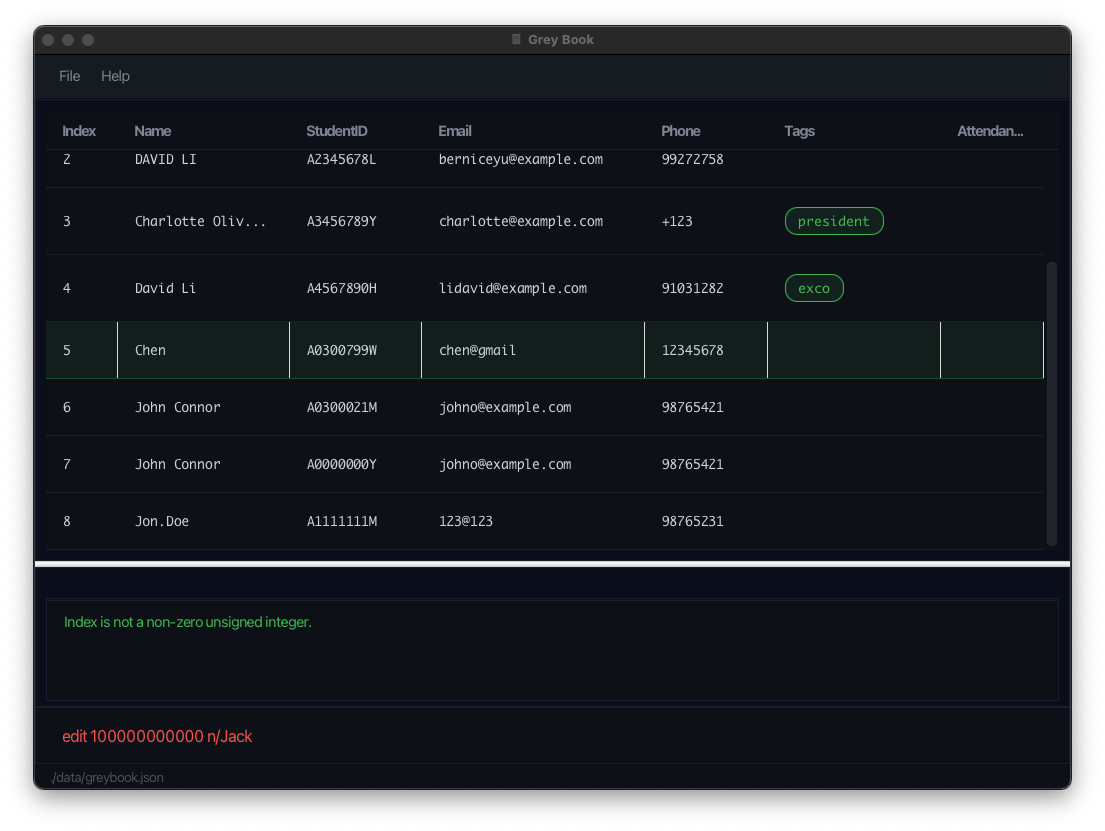 Grey Book
File Help
Index Name StudentID Email Phone Tags Attendan...
2 DAVID LI A2345678L berniceyu@example.com 99272758
3 Charlotte Oliv... A3456789Y charlotte@example.com +123 president
4 David Li A4567890H lidavid@example.com 91031282 exco
5 Chen A0300799W chen@gmail 12345678
6 John Connor A0300021M johno@example.com 98765421
7 John Connor A0000000Y johno@example.com 98765421
8 Jon.Doe A1111111M 123@123 98765231
Index is not a non-zero unsigned integer.
edit 100000000000 n/Jack
./data/greybook.json